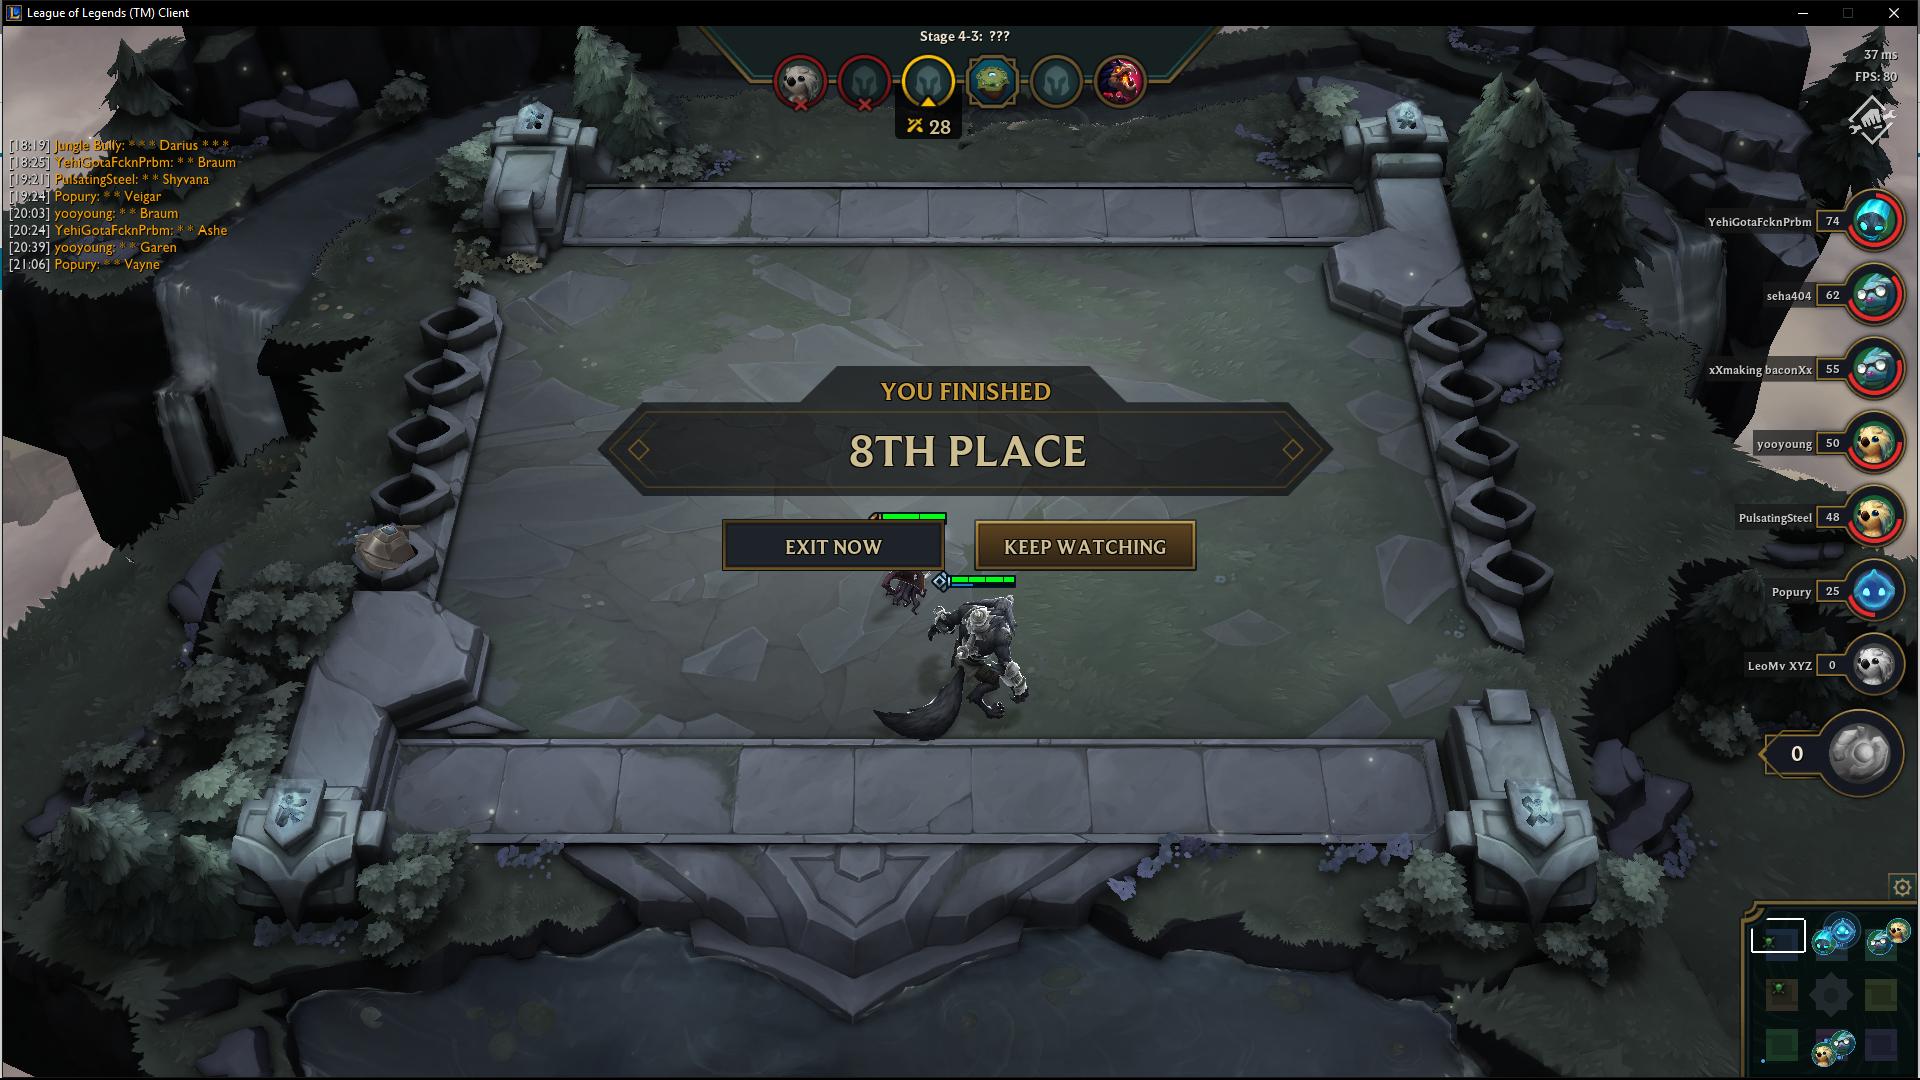 League of Legends (TM) Client
Stage 4-3: ???
37 ms
FPS: 80
28
[18:19] Jungle Bully: * * * Darius * * *
[18:25] YehiGotaFcknPrbm: * * Braum
[19:21] PulsatingSteel: * * Shyvana
[19:24] Popury: * * Veigar
[20:03] yooyoung: * * Braum
[20:24] YehiGotaFcknPrbm: * * Ashe
[20:39] yooyoung: * * Garen
[21:06] Popury: * * Vayne
YehiGotaFcknPrbm 74
seha404 62
xXmaking baconXx 55
yooyoung 50
PulsatingSteel 48
Popury 25
LeoMv XYZ 0
0
YOU FINISHED
8TH PLACE
EXIT NOW
KEEP WATCHING